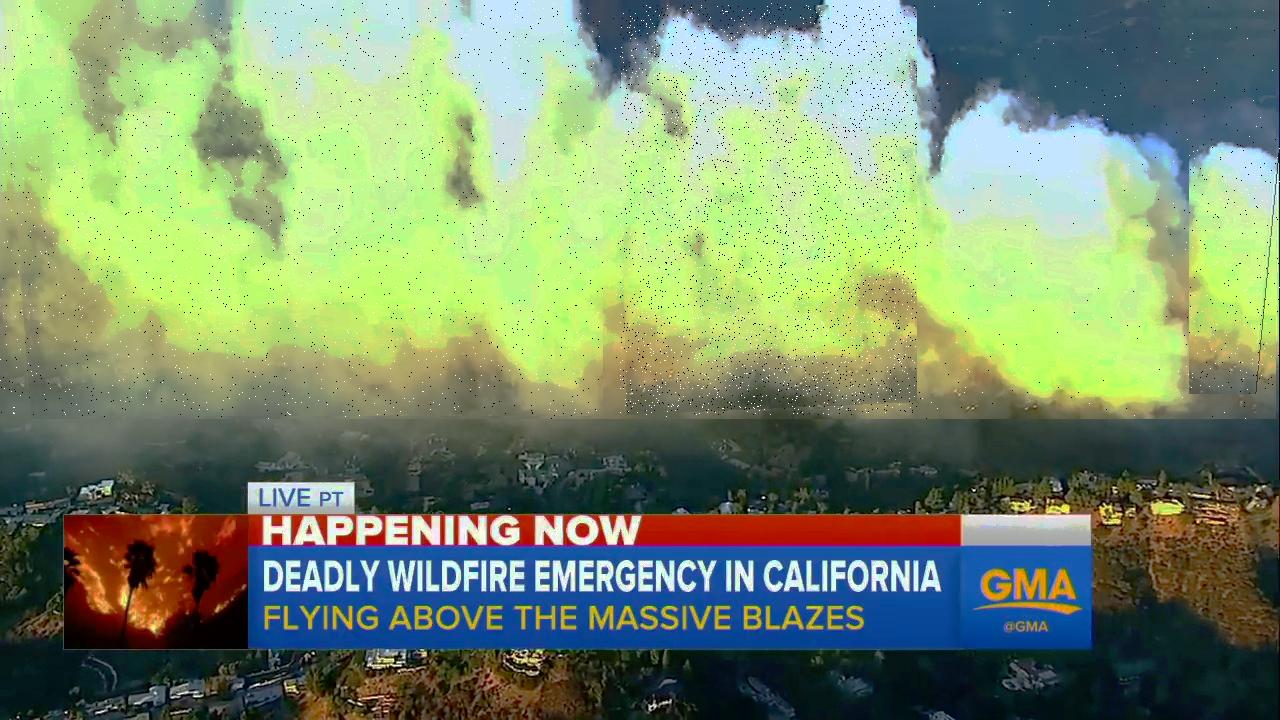 LIVE PT
HAPPENING NOW
DEADLY WILDFIRE EMERGENCY IN CALIFORNIA
FLYING ABOVE THE MASSIVE BLAZES
GMA
@GMA